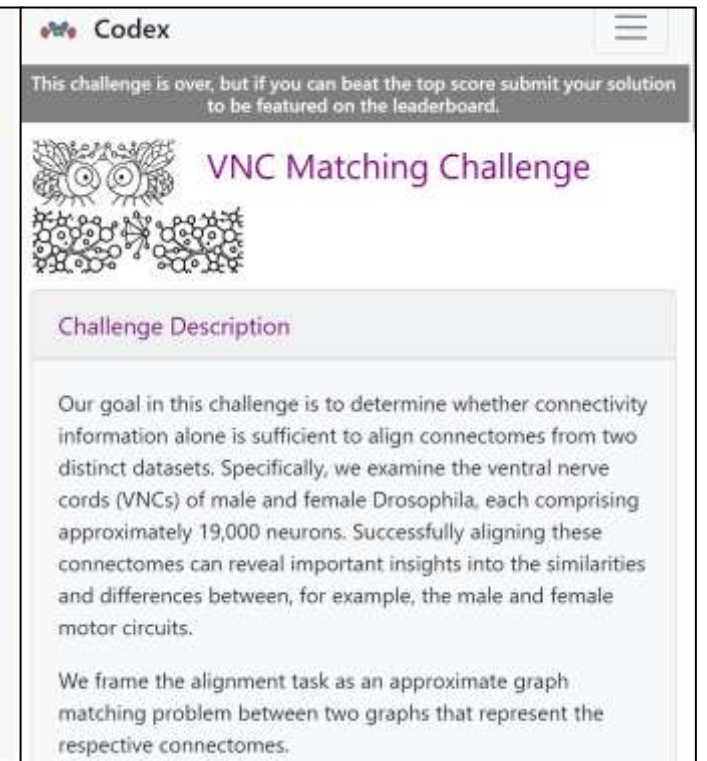 Codex
This challenge is over, but if you can beat the top score submit your solution
to be featured on the leaderboard.
VNC Matching Challenge
Challenge Description
Our goal in this challenge is to determine whether connectivity
information alone is sufficient to align connectomes from two
distinct datasets. Specifically, we examine the ventral nerve
cords (VNCs) of male and female Drosophila, each comprising
approximately 19,000 neurons. Successfully aligning these
connectomes can reveal important insights into the similarities
and differences between, for example, the male and female
motor circuits.
We frame the alignment task as an approximate graph
matching problem between two graphs that represent the
respective connectomes.